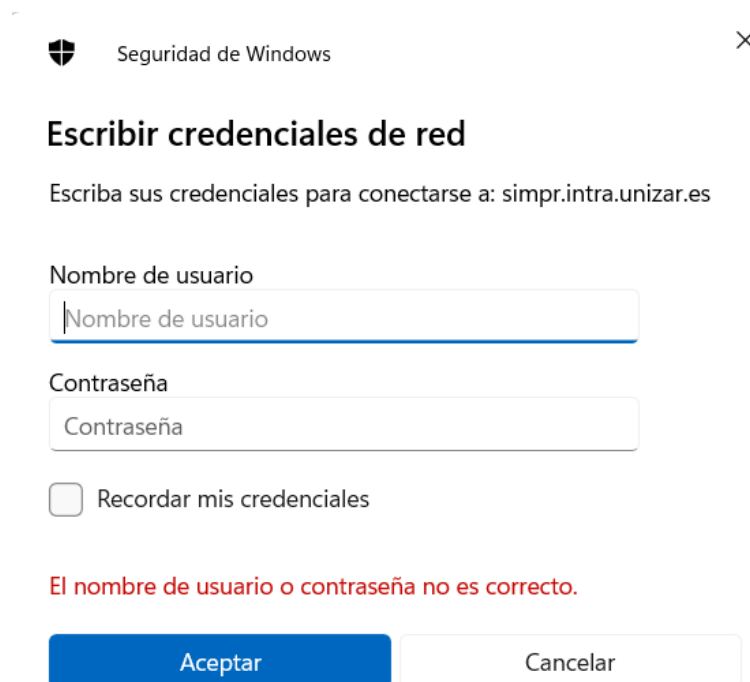 Seguridad de Windows
Escribir credenciales de red
Escriba sus credenciales para conectarse a: simpr.intra.unizar.es
Nombre de usuario
Nombre de usuario
Contraseña
Contraseña
Recordar mis credenciales
El nombre de usuario o contraseña no es correcto.
Aceptar
Cancelar